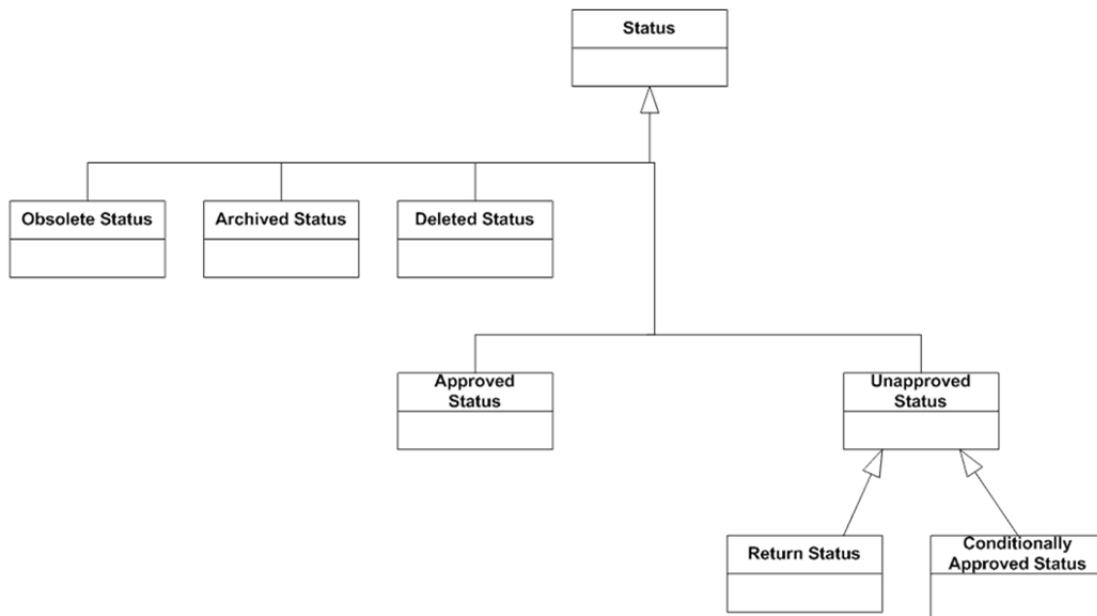 Status
Obsolete Status
Archived Status
Deleted Status
Approved
Status
Unapproved
Status
Return Status
Conditionally
Approved Status